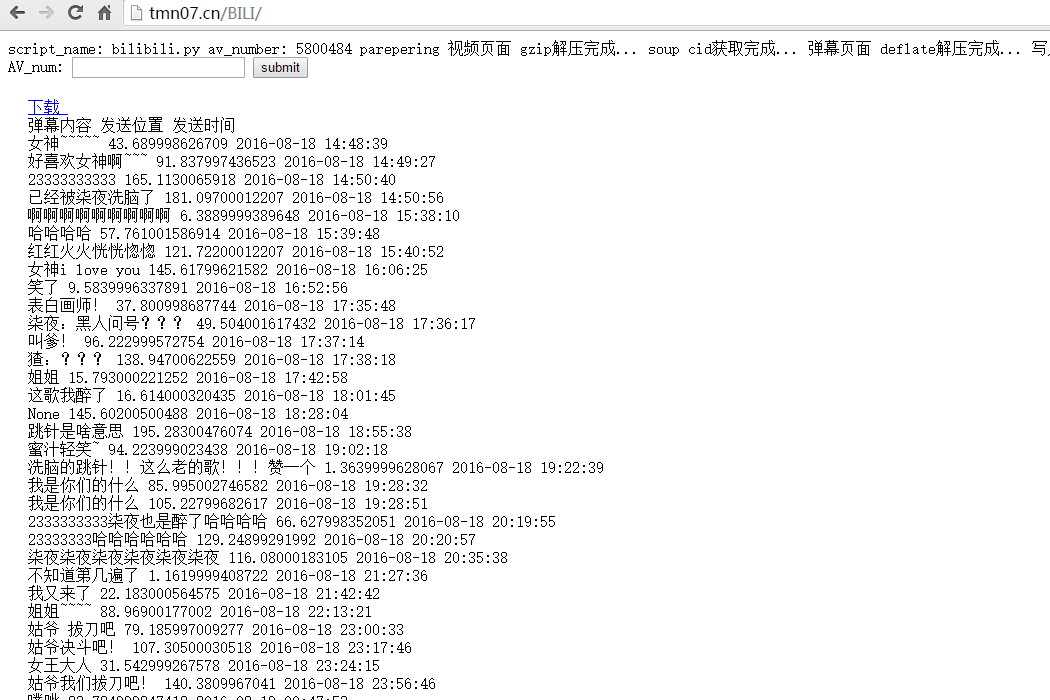 tmn07.cn/BILI/
script_name: bilibili.py av_number: 5800484 parepering 视频页面 gzip解压完成... soup cid获取完成... 弹幕页面 deflate解压完成... 写
AV_num: submit
下载
弹幕内容 发送位置 发送时间
女神~~~~~ 43.689998626709 2016-08-18 14:48:39
好喜欢女神啊~~~ 91.837997436523 2016-08-18 14:49:27
23333333333 165.1130065918 2016-08-18 14:50:40
已经被柒夜洗脑了 181.09700012207 2016-08-18 14:50:56
啊啊啊啊啊啊啊啊啊 6.3889999389648 2016-08-18 15:38:10
哈哈哈哈 57.761001586914 2016-08-18 15:39:48
红红火火恍恍惚惚 121.72200012207 2016-08-18 15:40:52
女神i love you 145.61799621582 2016-08-18 16:06:25
笑了 9.5839996337891 2016-08-18 16:52:56
表白画师! 37.800998687744 2016-08-18 17:35:48
柒夜：黑人问号？？？ 49.504001617432 2016-08-18 17:36:17
叫爹! 96.222999572754 2016-08-18 17:37:14
猹：？？？ 138.94700622559 2016-08-18 17:38:18
姐姐 15.793000221252 2016-08-18 17:42:58
这歌我醉了 16.614000320435 2016-08-18 18:01:45
None 145.60200500488 2016-08-18 18:28:04
跳针是啥意思 195.28300476074 2016-08-18 18:55:38
蜜汁轻笑~ 94.223999023438 2016-08-18 19:02:18
洗脑的跳针！！这么老的歌！！！赞一个 1.3639999628067 2016-08-18 19:22:39
我是你们的什么 85.995002746582 2016-08-18 19:28:32
我是你们的什么 105.22799682617 2016-08-18 19:28:51
2333333333柒夜也是醉了哈哈哈哈 66.627998352051 2016-08-18 20:19:55
23333333哈哈哈哈哈哈 129.24899291992 2016-08-18 20:20:57
柒夜柒夜柒夜柒夜柒夜柒夜 116.08000183105 2016-08-18 20:35:38
不知道第几遍了 1.1619999408722 2016-08-18 21:27:36
我又来了 22.183000564575 2016-08-18 21:42:42
姐姐~~~~ 88.96900177002 2016-08-18 22:13:21
姑爷 拔刀吧 79.185997009277 2016-08-18 23:00:33
姑爷决斗吧! 107.30500030518 2016-08-18 23:17:46
女王大人 31.542999267578 2016-08-18 23:24:15
姑爷我们拔刀吧! 140.3809967041 2016-08-18 23:56:46